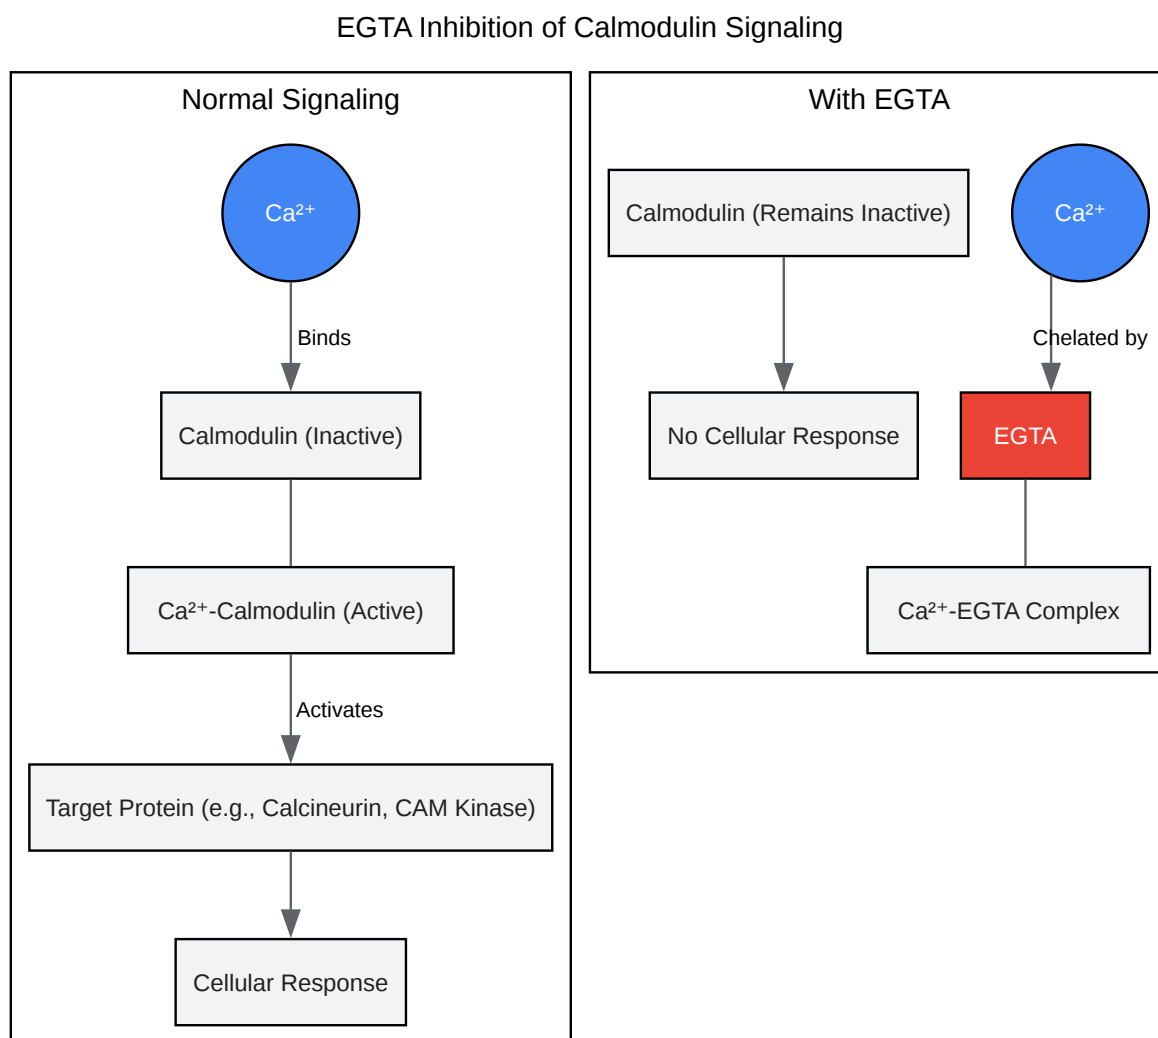 EGTA Inhibition of Calmodulin Signaling
Normal Signaling
Ca²⁺
Binds
Calmodulin (Inactive)
Ca²⁺-Calmodulin (Active)
Activates
Target Protein (e.g., Calcineurin, CAM Kinase)
Cellular Response
With EGTA
Calmodulin (Remains Inactive)
Ca²⁺
Chelated by
No Cellular Response
EGTA
Ca²⁺-EGTA Complex